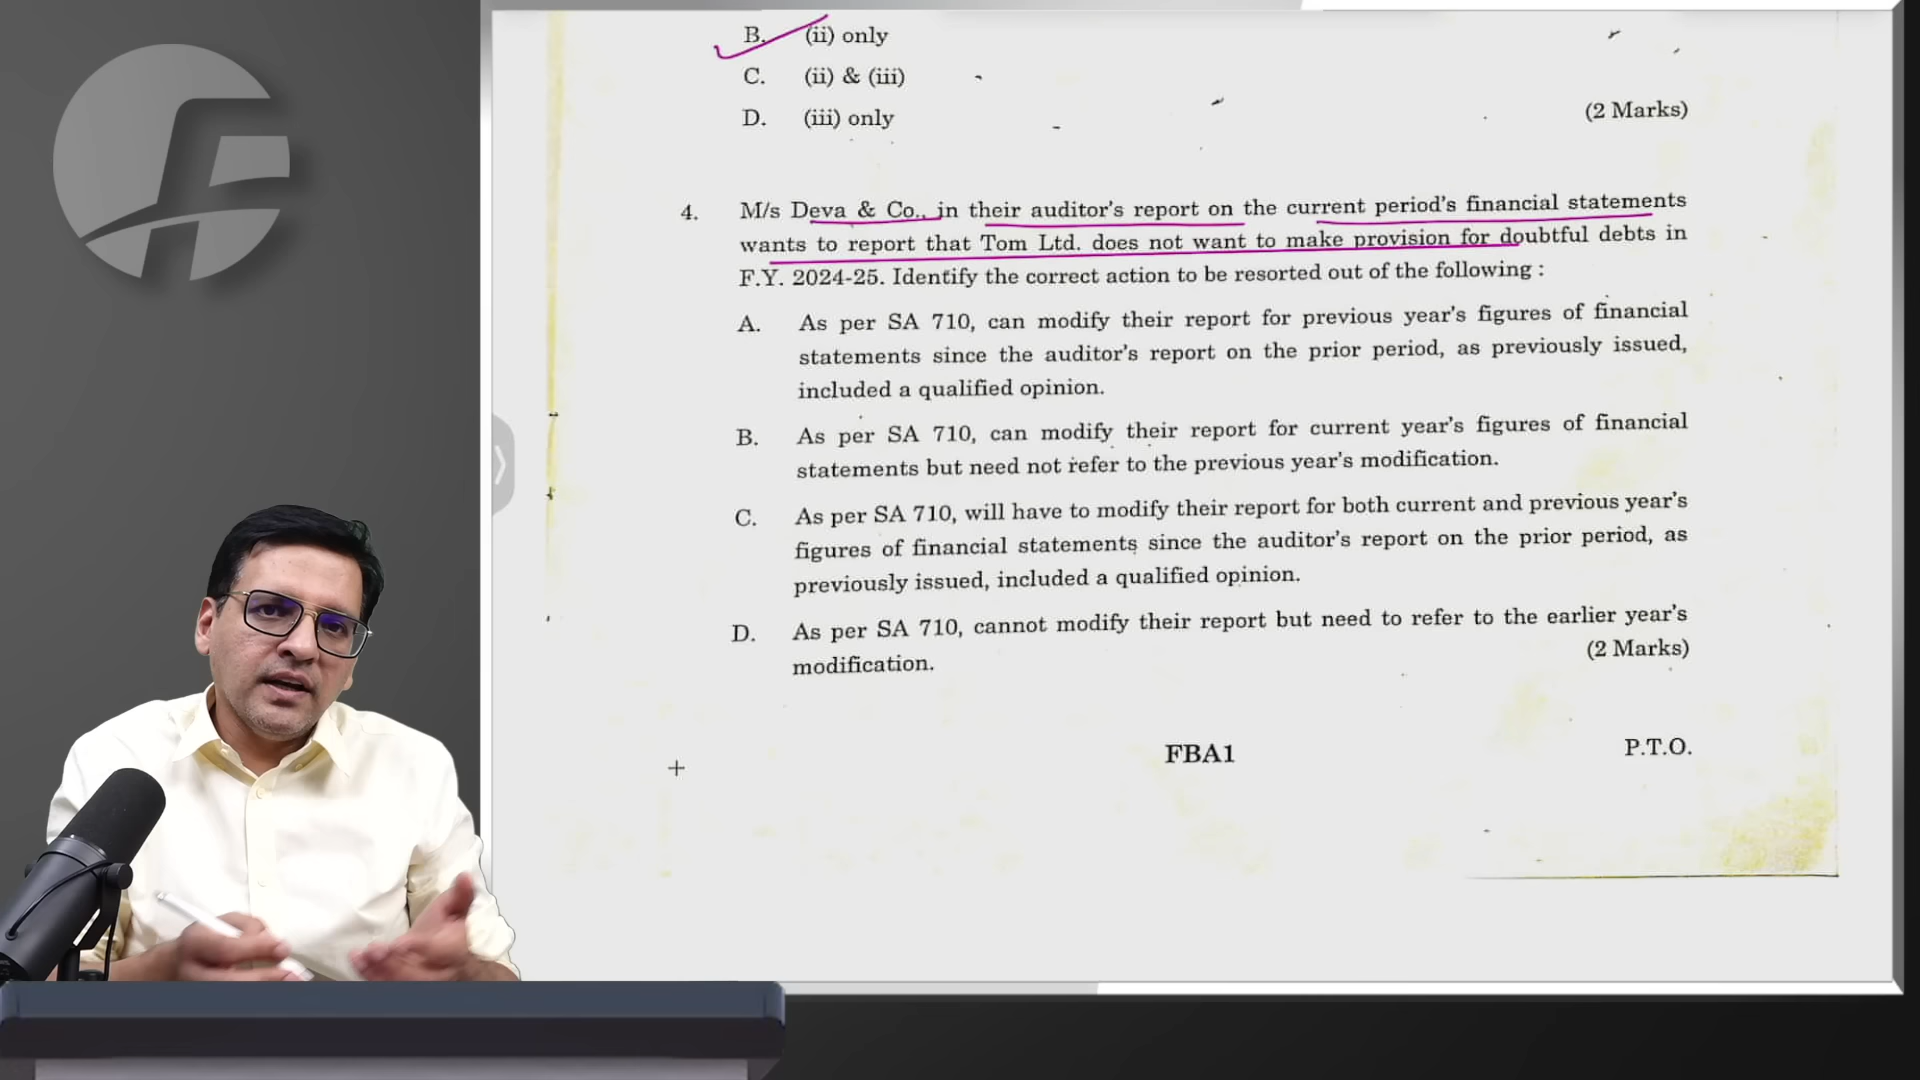 B. (ii) only
C. (ii) & (iii)
D. (iii) only
(2 Marks)
4. M/s Deva & Co., in their auditor's report on the current period's financial statements
wants to report that Tom Ltd. does not want to make provision for doubtful debts in
F.Y. 2024-25. Identify the correct action to be resorted out of the following :
A. As per SA 710, can modify their report for previous year's figures of financial
statements since the auditor's report on the prior period, as previously issued,
included a qualified opinion.
B. As per SA 710, can modify their report for current year's figures of financial
statements but need not refer to the previous year's modification.
C. As per SA 710, will have to modify their report for both current and previous year's
figures of financial statements since the auditor's report on the prior period, as
previously issued, included a qualified opinion.
D. As per SA 710, cannot modify their report but need to refer to the earlier year's
modification.
(2 Marks)
FBA1
P.T.O.